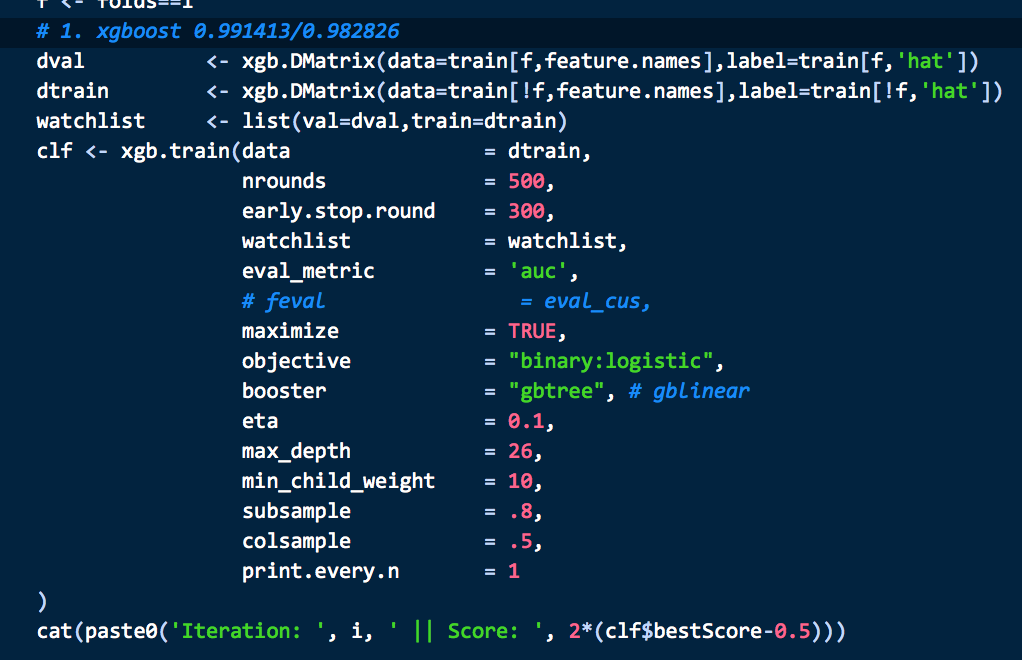 f <- folds==i
# 1. xgboost 0.991413/0.982826
dval <- xgb.DMatrix(data=train[f,feature.names],label=train[f,'hat'])
dtrain <- xgb.DMatrix(data=train[!f,feature.names],label=train[!f,'hat'])
watchlist <- list(val=dval,train=dtrain)
clf <- xgb.train(data = dtrain,
nrounds = 500,
early.stop.round = 300,
watchlist = watchlist,
eval_metric = 'auc',
# feval = eval_cus,
maximize = TRUE,
objective = "binary:logistic",
booster = "gbtree", # gblinear
eta = 0.1,
max_depth = 26,
min_child_weight = 10,
subsample = .8,
colsample = .5,
print.every.n = 1
)
cat(paste0('Iteration: ', i, ' || Score: ', 2*(clf$bestScore-0.5)))